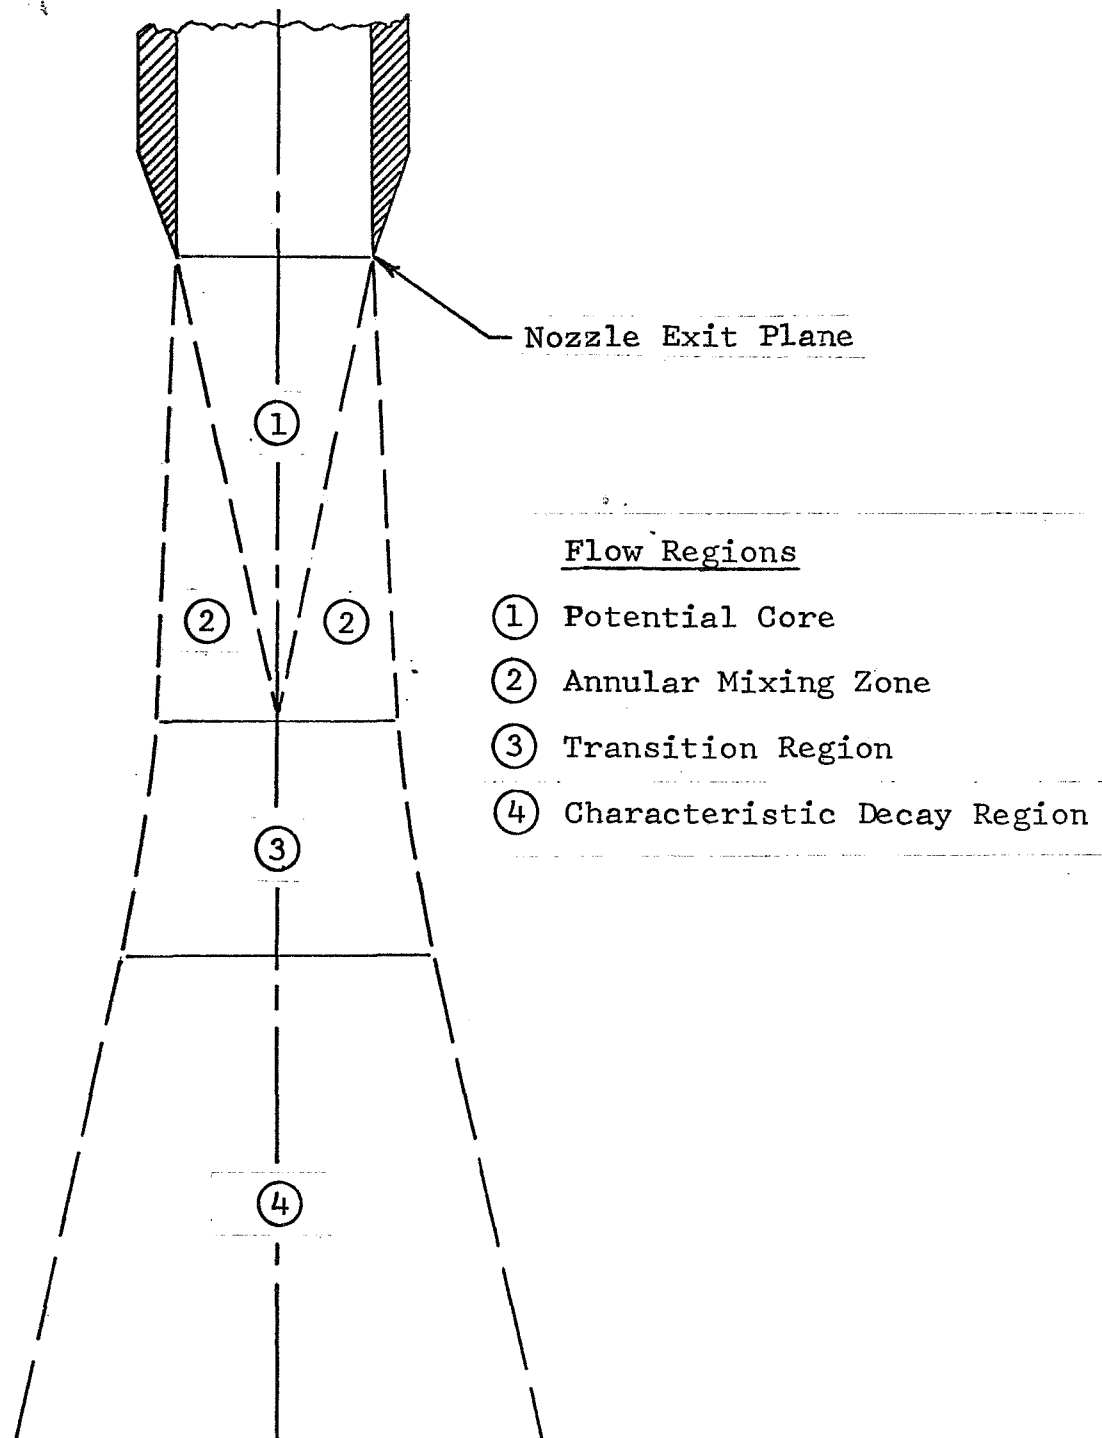 Nozzle Exit Plane
1
Flow Regions
2 2
1 Potential Core
2 Annular Mixing Zone
3 Transition Region
4 Characteristic Decay Region
3
4